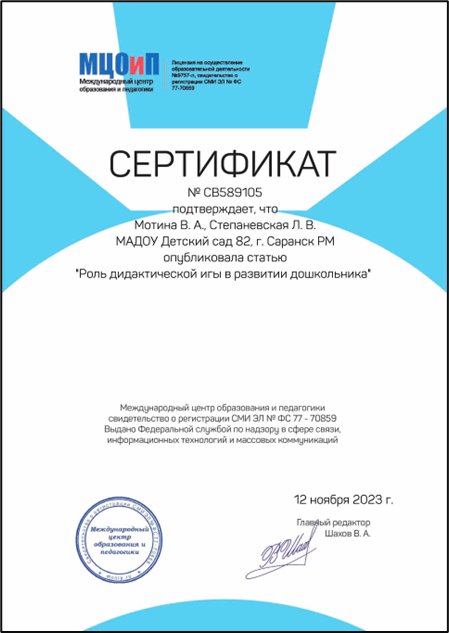 МЦОиП
Международный центр
образования и педагогики
Лицензия на осуществление
образовательной деятельности
№9757-л, свидетельство о
регистрации СМИ ЭЛ № ФС
77-70859
СЕРТИФИКАТ
№ СВ589105
подтверждает, что
Мотина В. А., Степаневская Л. В.
МАДОУ Детский сад 82, г. Саранск РМ
опубликовала статью
"Роль дидактической игы в развитии дошкольника"
Международный центр образования и педагогики
свидетельство о регистрации СМИ ЭЛ № ФС 77 - 70859
Выдано Федеральной службой по надзору в сфере связи,
информационных технологий и массовых коммуникаций
12 ноября 2023 г.
Главный редактор
Шахов В. А.
Международный
центр
образования и
педагогики